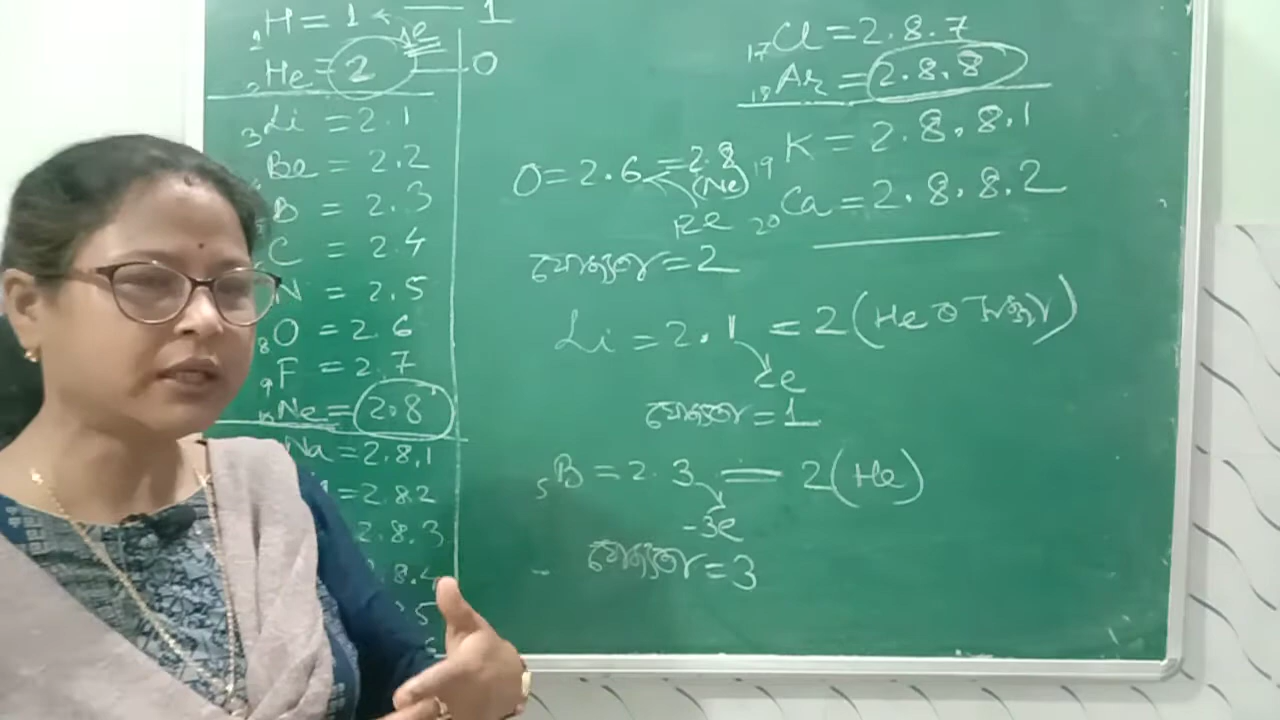 1H = 1 ← 1e — 1
2He = 2 — 0
3Li = 2.1
Be = 2.2
B = 2.3
C = 2.4
N = 2.5
8O = 2.6
9F = 2.7
10Ne = 2.8
Na = 2.8.1
= 2.8.2
2.8.3
8.4
5
17Cl = 2.8.7
18Ar = 2.8.8
19K = 2.8.8.1
20Ca = 2.8.8.2
O = 2.6 = 2.8
(Ne)
যোজ্যতা = 2
Li = 2.1 = 2 (He
-e
যোজ্যতা = 1
5B = 2.3 = 2 (He)
-3e
যোজ্যতা = 3